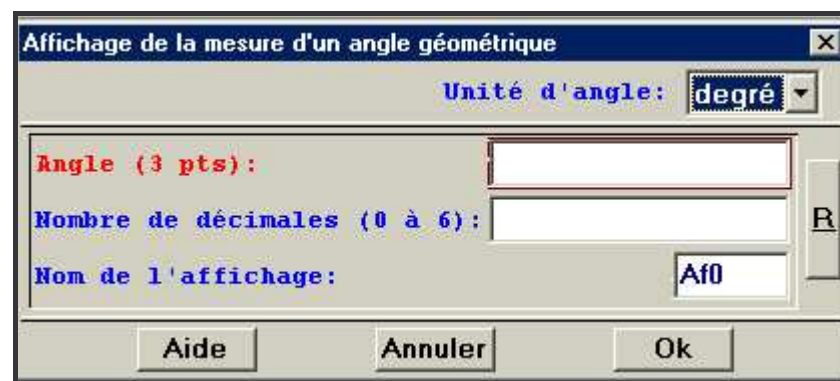 Affichage de la mesure d'un angle géométrique
Unité d'angle: degré
Angle (3 pts):
Nombre de décimales (0 à 6):
R
Nom de l'affichage: Af0
Aide Annuler Ok